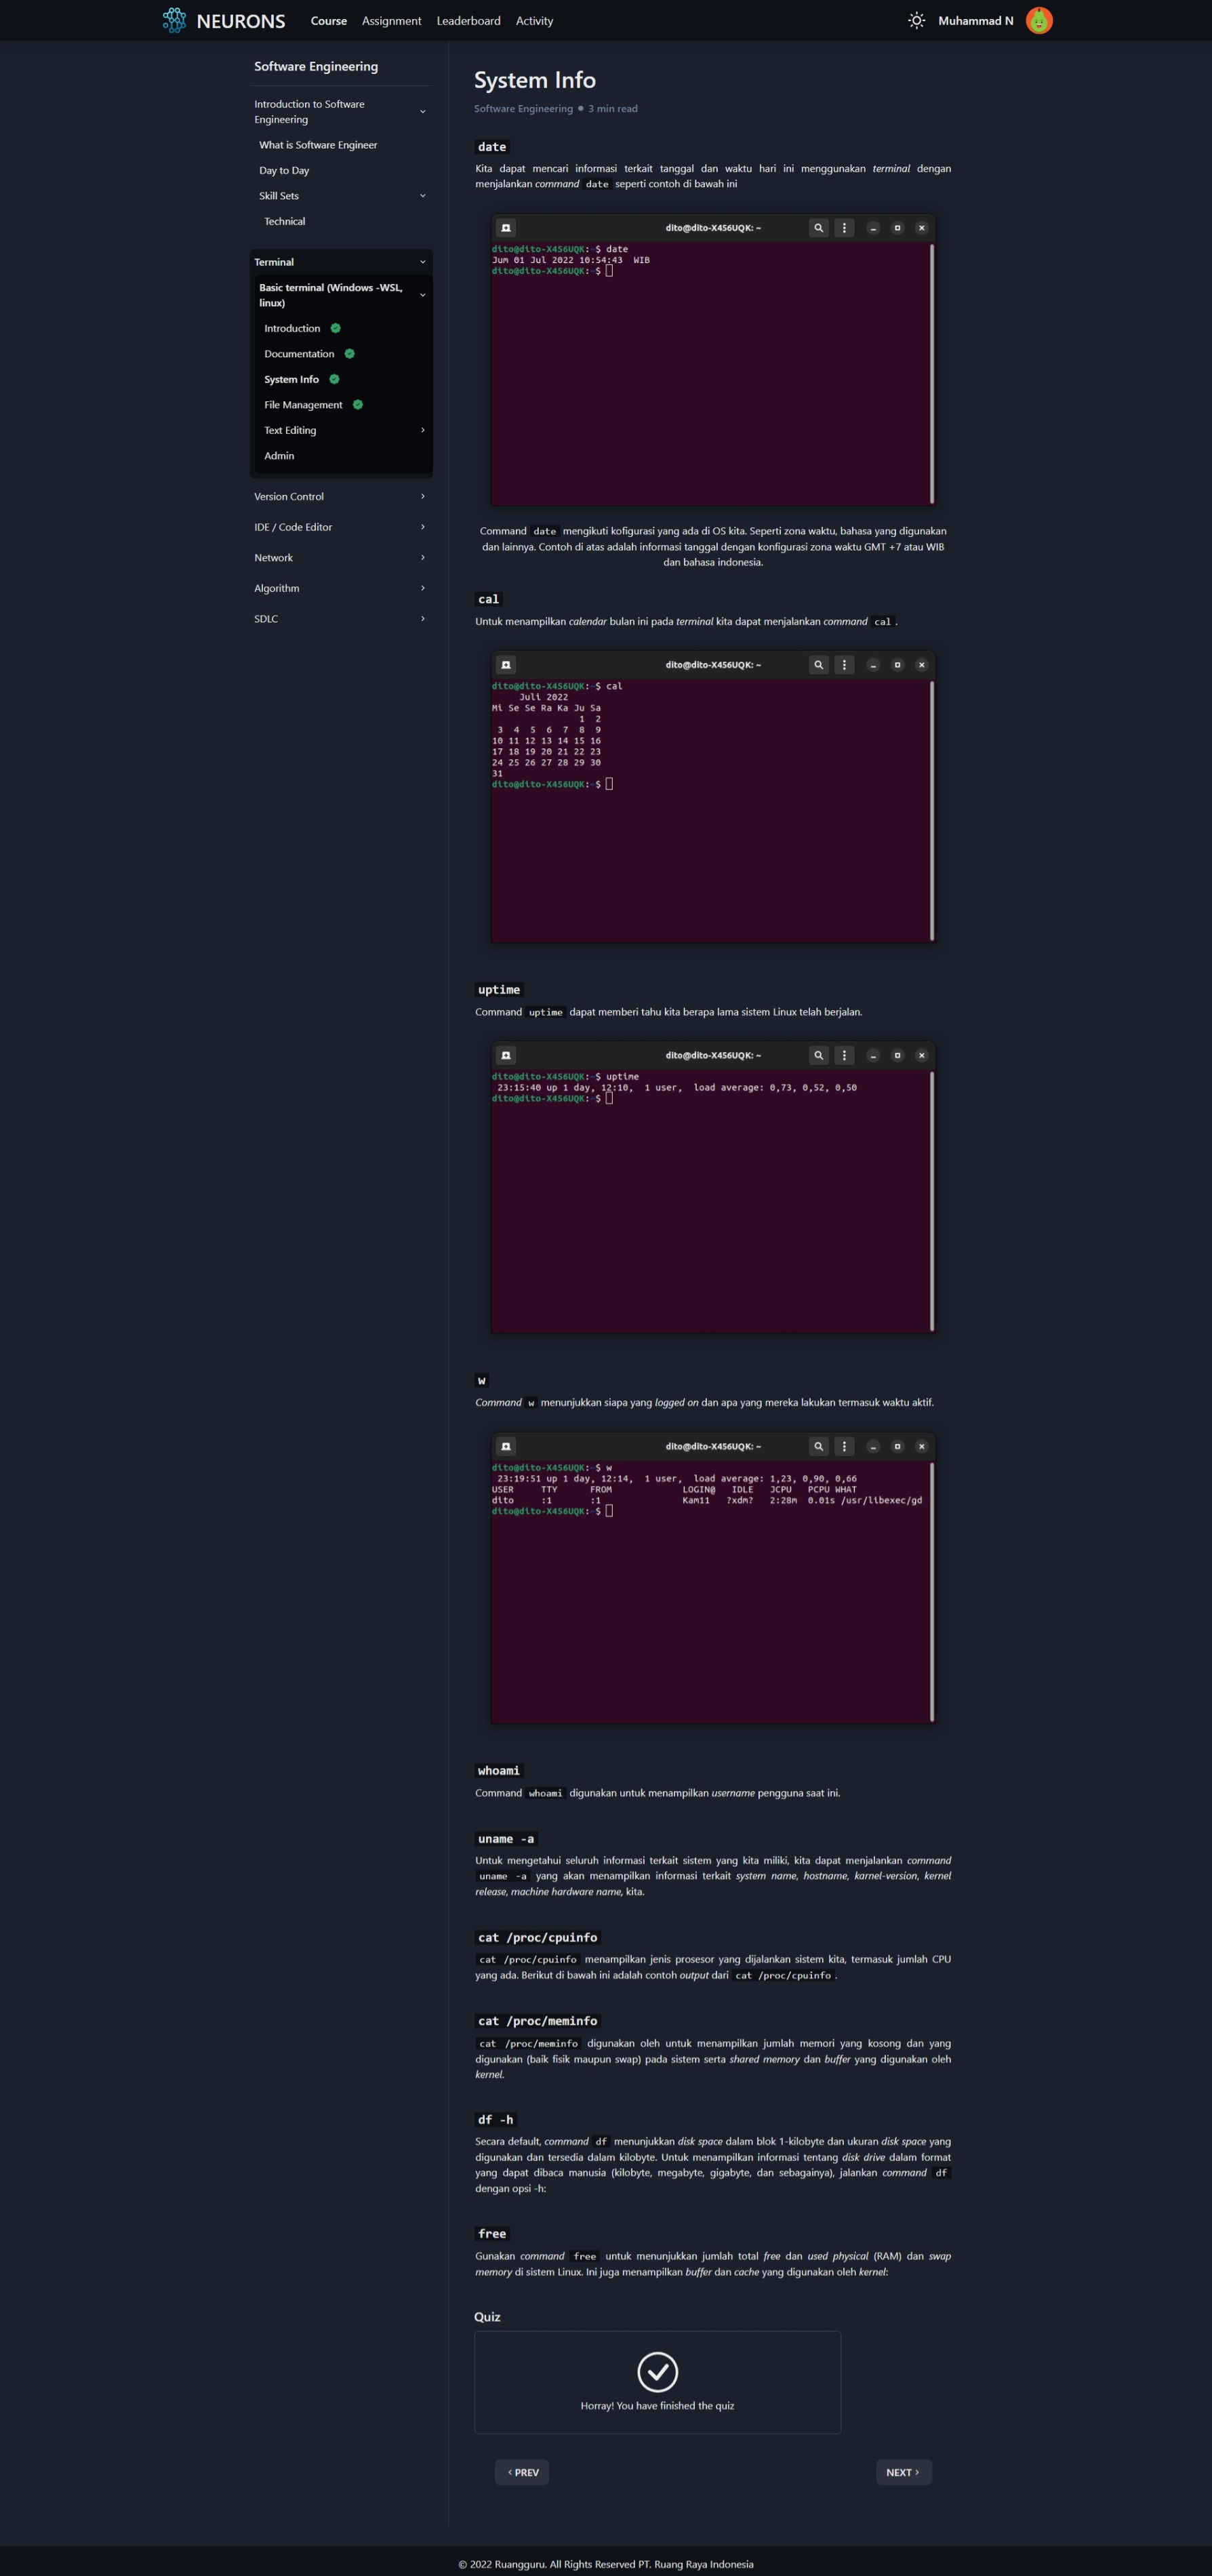 NEURONS
Course Assignment Leaderboard Activity
Muhammad N
Software Engineering
Introduction to Software
Engineering
What is Software Engineer
Day to Day
Skill Sets
Technical
Terminal
Basic terminal (Windows -WSL,
linux)
Introduction
Documentation
System Info
File Management
Text Editing
Admin
Version Control
IDE / Code Editor
Network
Algorithm
SDLC
System Info
Software Engineering • 3 min read
date
Kita dapat mencari informasi terkait tanggal dan waktu hari ini menggunakan terminal dengan
menjalankan command date seperti contoh di bawah ini
dito@dito-X456UQK: ~
dito@dito-X456UQK:~$ date
Jum 01 Jul 2022 10:54:43 WIB
dito@dito-X456UQK:~$
Command date mengikuti kofigurasi yang ada di OS kita. Seperti zona waktu, bahasa yang digunakan
dan lainnya. Contoh di atas adalah informasi tanggal dengan konfigurasi zona waktu GMT +7 atau WIB
dan bahasa indonesia.
cal
Untuk menampilkan calendar bulan ini pada terminal kita dapat menjalankan command cal .
dito@dito-X456UQK: ~
dito@dito-X456UQK:~$ cal
Juli 2022
Mi Se Se Ra Ka Ju Sa
1 2
3 4 5 6 7 8 9
10 11 12 13 14 15 16
17 18 19 20 21 22 23
24 25 26 27 28 29 30
31
dito@dito-X456UQK:~$
uptime
Command uptime dapat memberi tahu kita berapa lama sistem Linux telah berjalan.
dito@dito-X456UQK: ~
dito@dito-X456UQK:~$ uptime
23:15:40 up 1 day, 12:10, 1 user, load average: 0,73, 0,52, 0,50
dito@dito-X456UQK:~$
w
Command w menunjukkan siapa yang logged on dan apa yang mereka lakukan termasuk waktu aktif.
dito@dito-X456UQK: ~
dito@dito-X456UQK:~$ w
23:19:51 up 1 day, 12:14, 1 user, load average: 1,23, 0,90, 0,66
USER TTY FROM LOGIN@ IDLE JCPU PCPU WHAT
dito :1 :1 Kam11 ?xdm? 2:28m 0.01s /usr/libexec/gd
dito@dito-X456UQK:~$
whoami
Command whoami digunakan untuk menampilkan username pengguna saat ini.
uname -a
Untuk mengetahui seluruh informasi terkait sistem yang kita miliki, kita dapat menjalankan command
uname -a yang akan menampilkan informasi terkait system name, hostname, karnel-version, kernel
release, machine hardware name, kita.
cat /proc/cpuinfo
cat /proc/cpuinfo menampilkan jenis prosesor yang dijalankan sistem kita, termasuk jumlah CPU
yang ada. Berikut di bawah ini adalah contoh output dari cat /proc/cpuinfo .
cat /proc/meminfo
cat /proc/meminfo digunakan oleh untuk menampilkan jumlah memori yang kosong dan yang
digunakan (baik fisik maupun swap) pada sistem serta shared memory dan buffer yang digunakan oleh
kernel.
df -h
Secara default, command df menunjukkan disk space dalam blok 1-kilobyte dan ukuran disk space yang
digunakan dan tersedia dalam kilobyte. Untuk menampilkan informasi tentang disk drive dalam format
yang dapat dibaca manusia (kilobyte, megabyte, gigabyte, dan sebagainya), jalankan command df
dengan opsi -h:
free
Gunakan command free untuk menunjukkan jumlah total free dan used physical (RAM) dan swap
memory di sistem Linux. Ini juga menampilkan buffer dan cache yang digunakan oleh kernel:
Quiz
Horray! You have finished the quiz
‹ PREV
NEXT ›
© 2022 Ruangguru. All Rights Reserved PT. Ruang Raya Indonesia